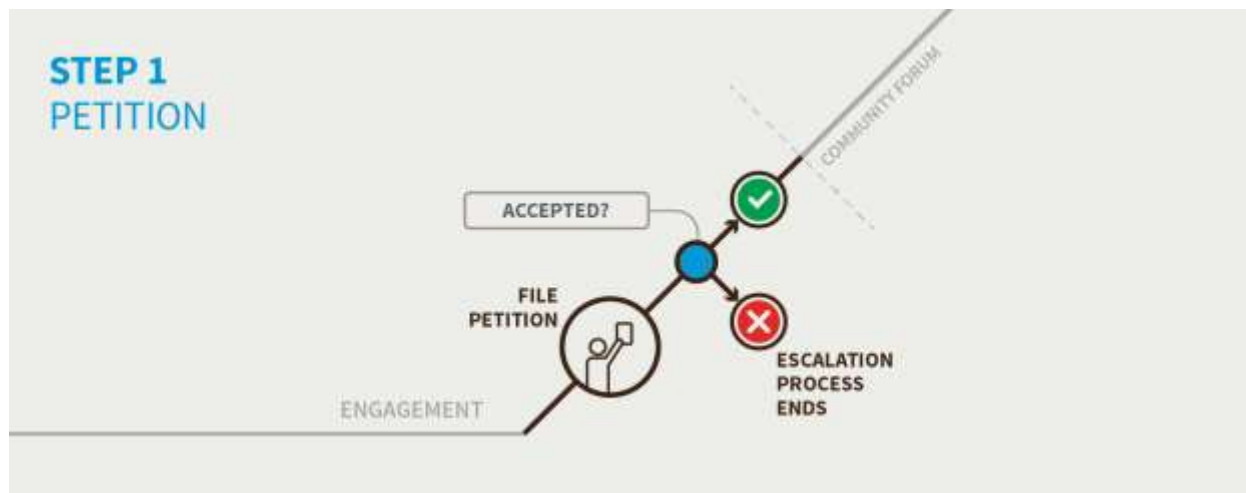 STEP 1
PETITION
COMMUNITY FORUM
ACCEPTED?
FILE
PETITION
ESCALATION
PROCESS
ENDS
ENGAGEMENT